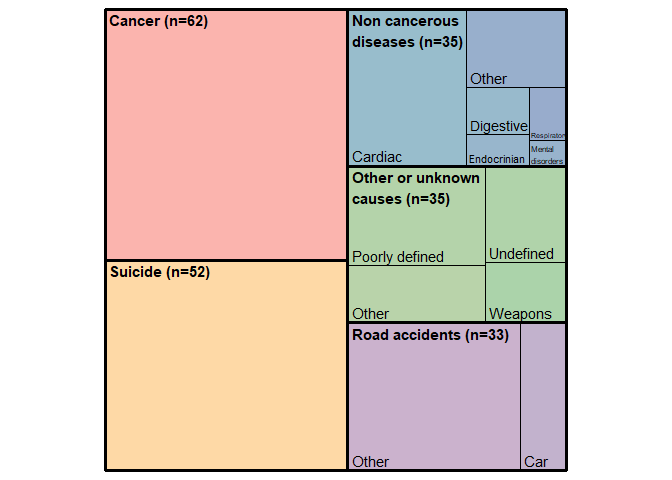 Cancer (n=62)
Non cancerous
diseases (n=35)
Other
Digestive
Respiratory
Cardiac
Endocrinian
Mental
disorders
Other or unknown
causes (n=35)
Poorly defined
Undefined
Suicide (n=52)
Other
Weapons
Road accidents (n=33)
Other
Car